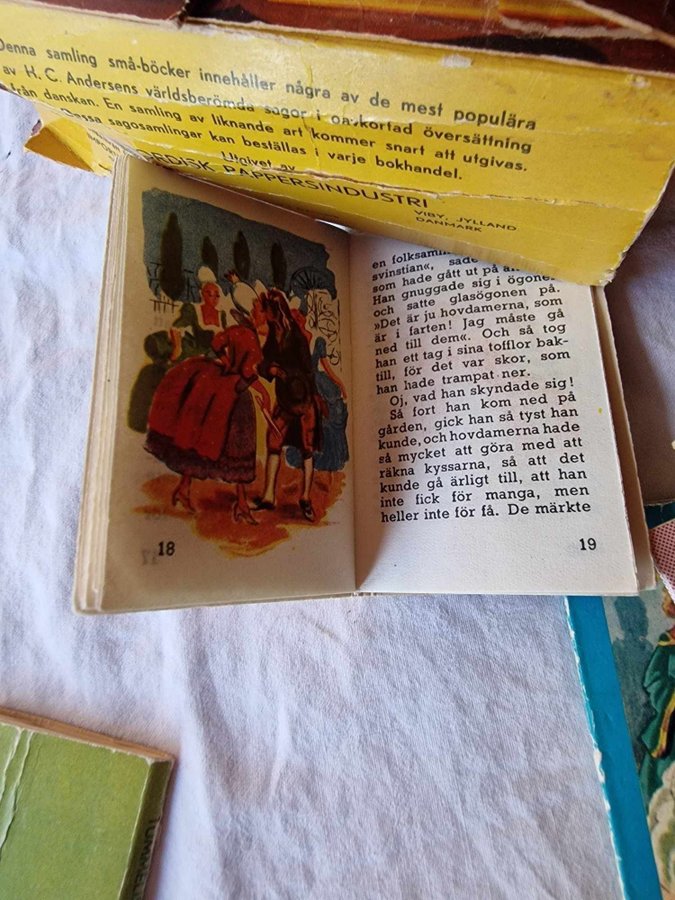 Denna samling små-böcker innehåller några av de mest populära
av H. C. Andersens världsberömda sagor i oavkortad översättning
från danskan. En samling av liknande art kommer snart att utgivas.
Dessa sagosamlingar kan beställas i varje bokhandel.
Utgivet av
NORDISK PAPPERSINDUSTRI
VIBY, JYLLAND
DANMARK
18
en
svinstian«,
som hade gått ut på
Han gnuggade sig i ögonen
och satte glasögonen på.
»Det är ju hovdamerna, som
är i farten! Jag måste gå
ned till dem«. Och så tog
han ett tag i sina tofflor bak-
till, för det var skor, som
han hade trampat ner.
Oj, vad han skyndade sig!
Så fort han kom ned på
gården, gick han så tyst han
kunde, och hovdamerna hade
så mycket att göra med att
räkna kyssarna, så att det
kunde gå ärligt till, att han
inte fick för manga, men
heller inte för få. De märkte
19